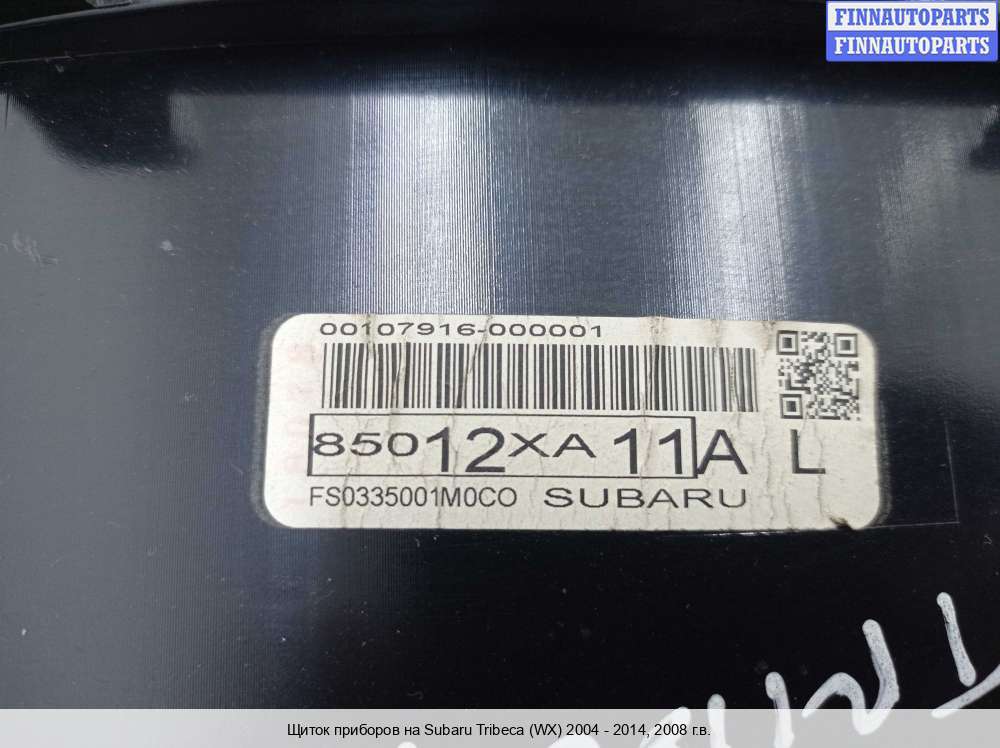 FINNAUTOPARTS
FINNAUTOPARTS
00107916-000001
85012XA11A L
FS0335001M0CO SUBARU
Щиток приборов на Subaru Tribeca (WX) 2004 - 2014, 2008 г.в.